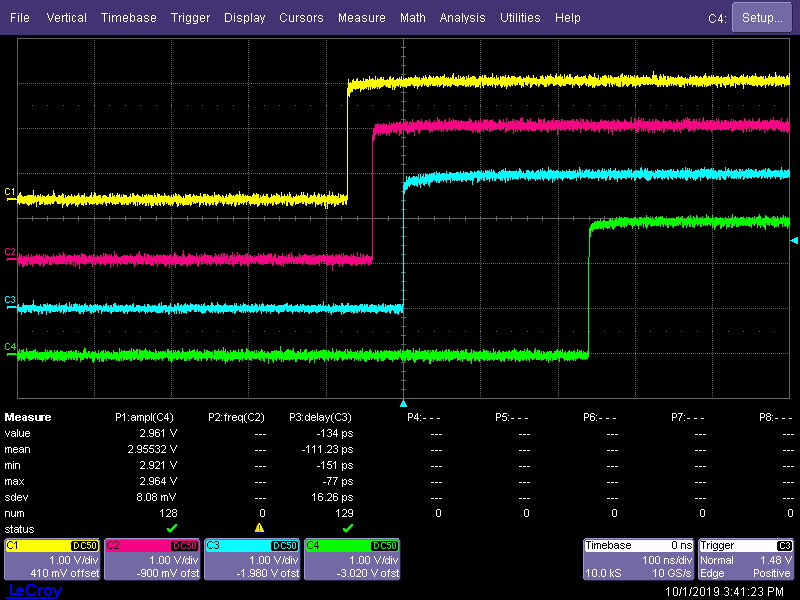 File Vertical Timebase Trigger Display Cursors Measure Math Analysis Utilities Help C4: Setup...
C1
C2
C3
C4
Measure P1:ampl(C4) P2:freq(C2) P3:delay(C3) P4:- - - P5:- - - P6:- - - P7:- - - P8:- - -
value 2.961 V --- -134 ps --- --- --- --- ---
mean 2.95532 V --- -111.23 ps --- --- --- --- ---
min 2.921 V --- -151 ps --- --- --- --- ---
max 2.964 V --- -77 ps --- --- --- --- ---
sdev 8.08 mV --- 16.26 ps --- --- --- --- ---
num 128 0 129 0 0 0 0 0
status
C1 DC50 C2 DC50 C3 DC50 C4 DC50 Timebase 0 ns Trigger C3
1.00 V/div 1.00 V/div 1.00 V/div 1.00 V/div 100 ns/div Normal 1.48 V
410 mV offset -900 mV ofst -1.980 V ofst -3.020 V ofst 10.0 kS 10 GS/s Edge Positive
LeCroy 10/1/2019 3:41:23 PM